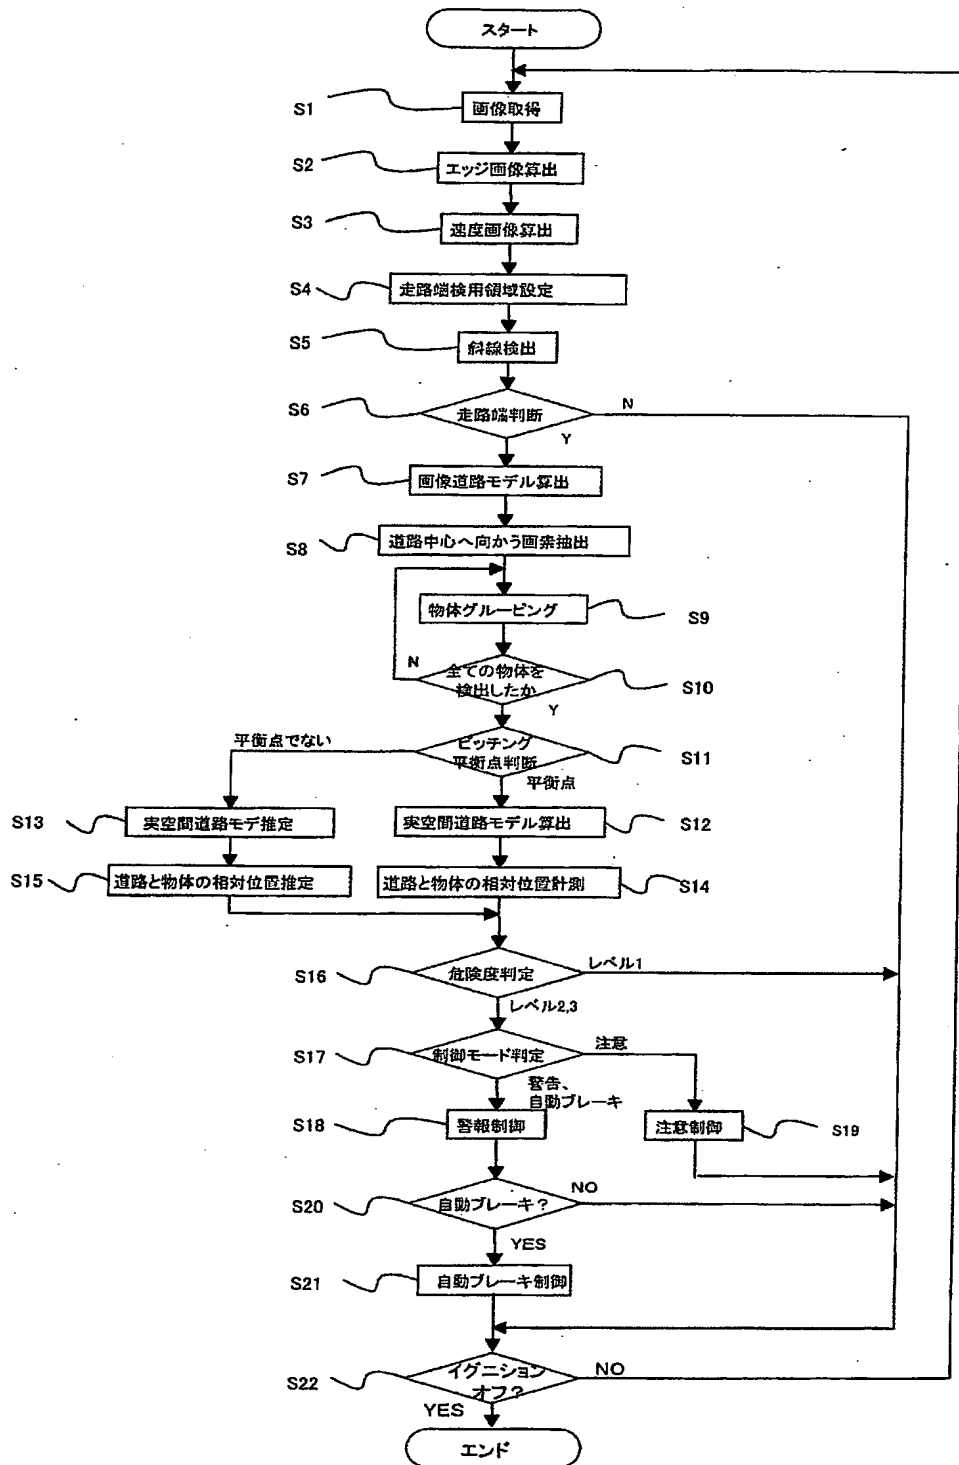 スタート
S1
画像取得
S2
エッジ画像算出
S3
速度画像算出
S4
走路端検用領域設定
S5
斜線検出
S6
走路端判断
N
Y
S7
画像道路モデル算出
S8
道路中心へ向かう画素抽出
物体グルーピング
S9
N
全ての物体を
検出したか
S10
Y
平衡点でない
ピッチング
平衡点判断
S11
平衡点
S13
実空間道路モデ推定
実空間道路モデル算出
S12
S15
道路と物体の相対位置推定
道路と物体の相対位置計測
S14
S16
危険度判定
レベル1
レベル2,3
S17
制御モード判定
注意
警告、
自動ブレーキ
S18
警報制御
注意制御
S19
S20
自動ブレーキ?
NO
YES
S21
自動ブレーキ制御
S22
イグニション
オフ?
NO
YES
エンド